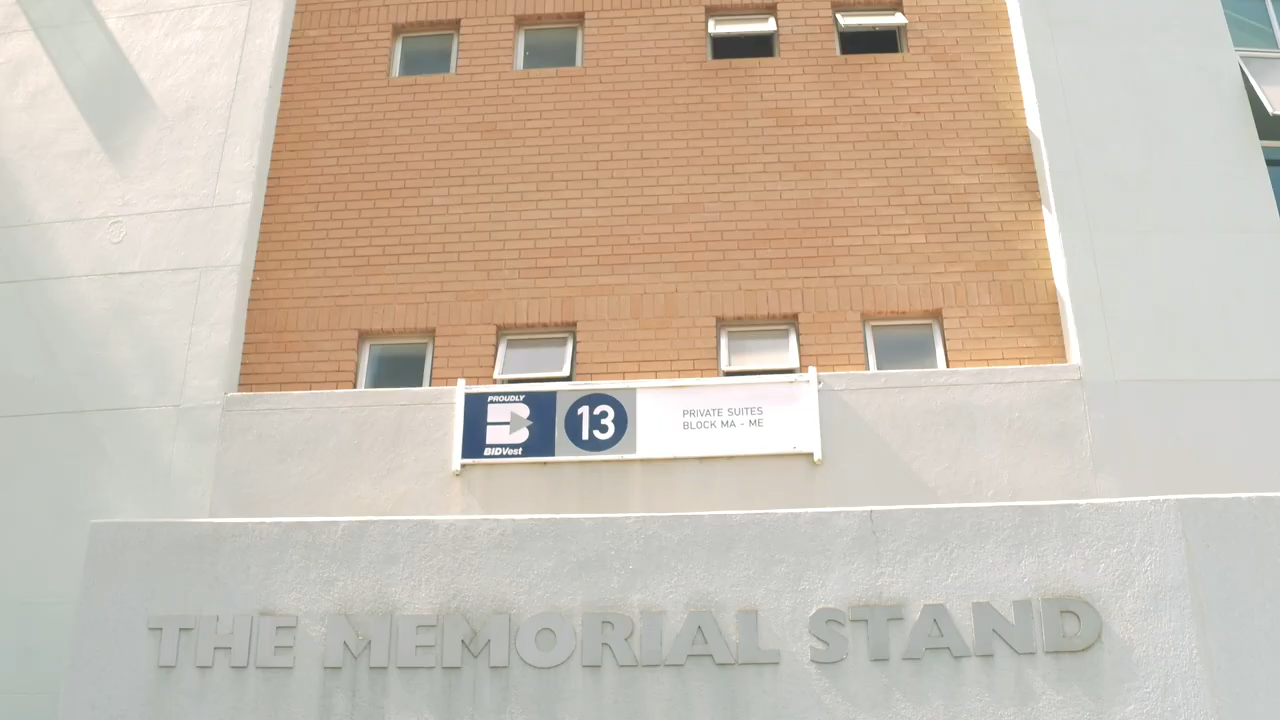 PROUDLY
B
BIDVest
13
PRIVATE SUITES
BLOCK MA - ME
THE MEMORIAL STAND